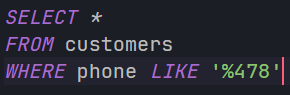 SELECT *
FROM customers
WHERE phone LIKE '%478'